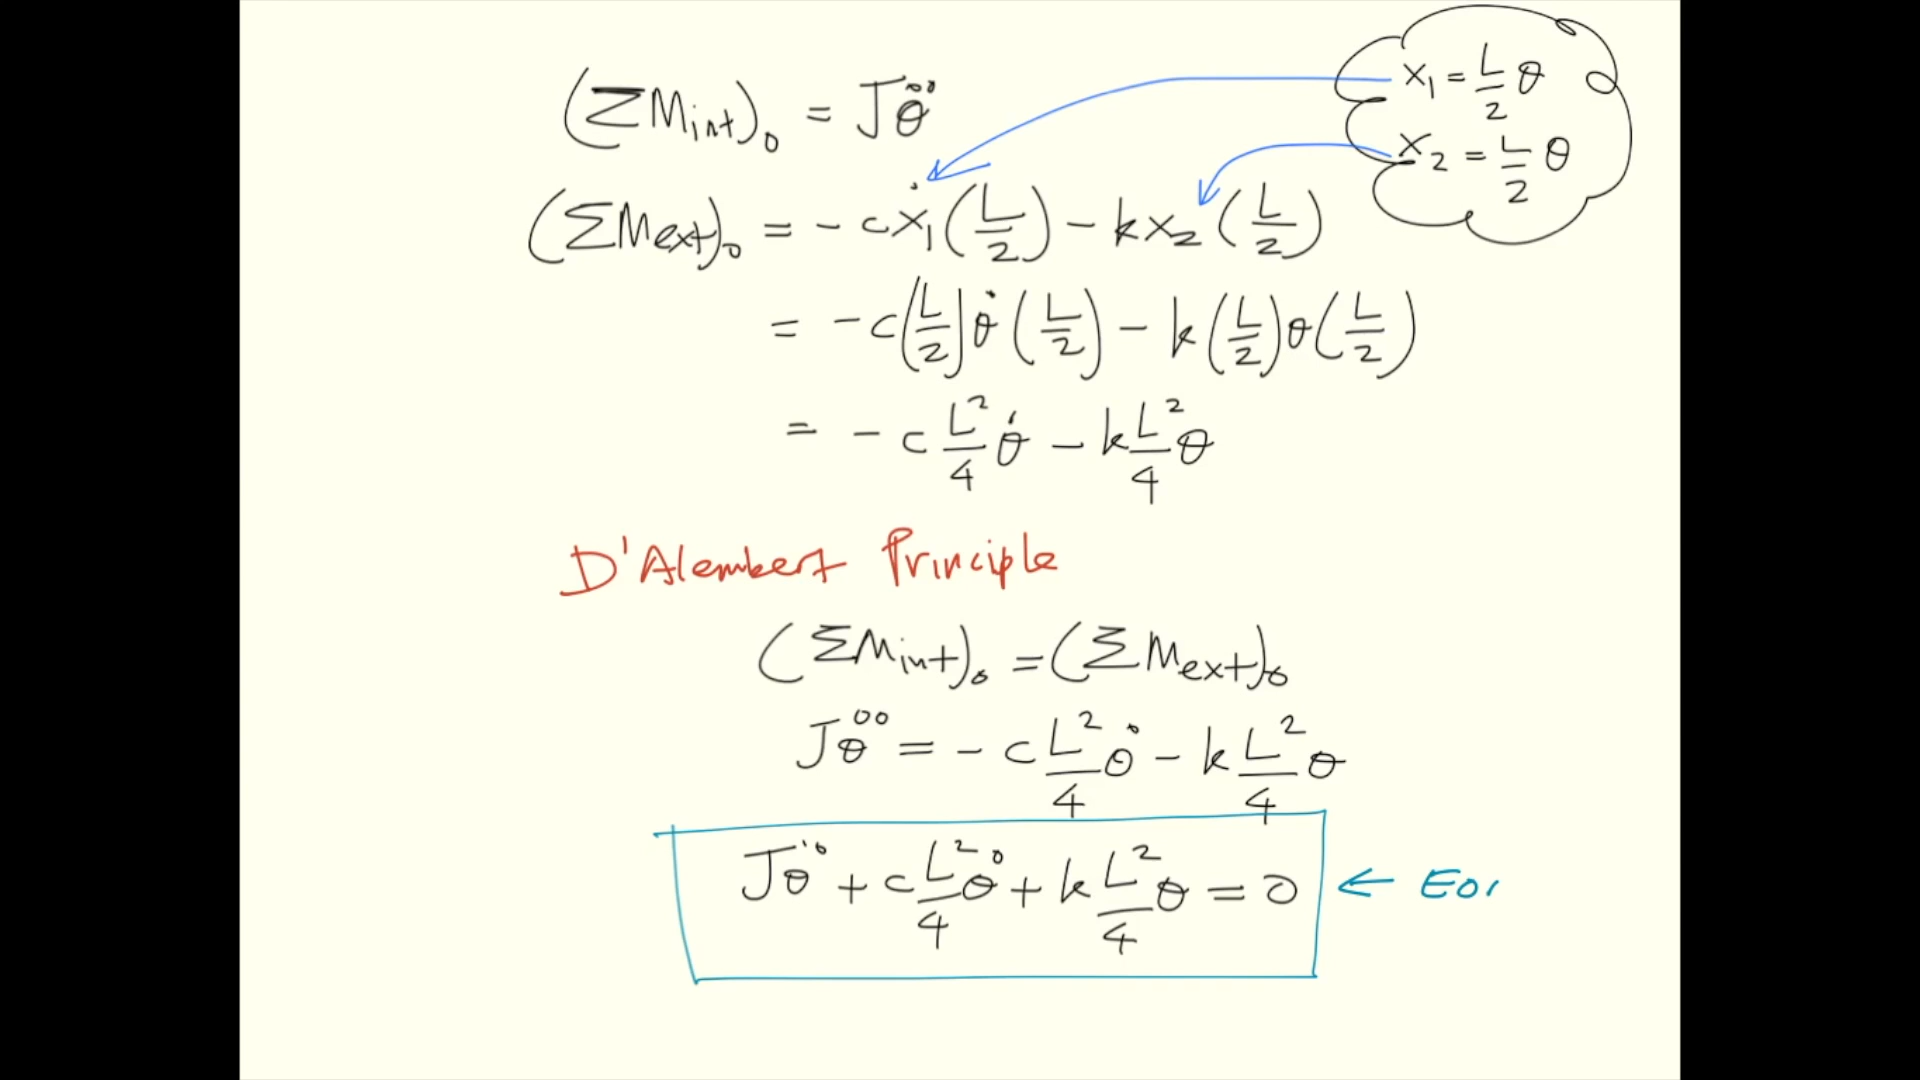 (ΣMint)₀ = Jθ̈
x₁ = L/2 θ
x₂ = L/2 θ
(ΣMext)₀ = - cẋ₁(L/2) - kx₂(L/2)
= - c(L/2)θ̇(L/2) - k(L/2)θ(L/2)
= - c L²/4 θ̇ - k L²/4 θ
D'Alembert Principle
(ΣMint)₀ = (ΣMext)₀
Jθ̈ = - c L²/4 θ̇ - k L²/4 θ
Jθ̈ + c L²/4 θ̇ + k L²/4 θ = 0 ←